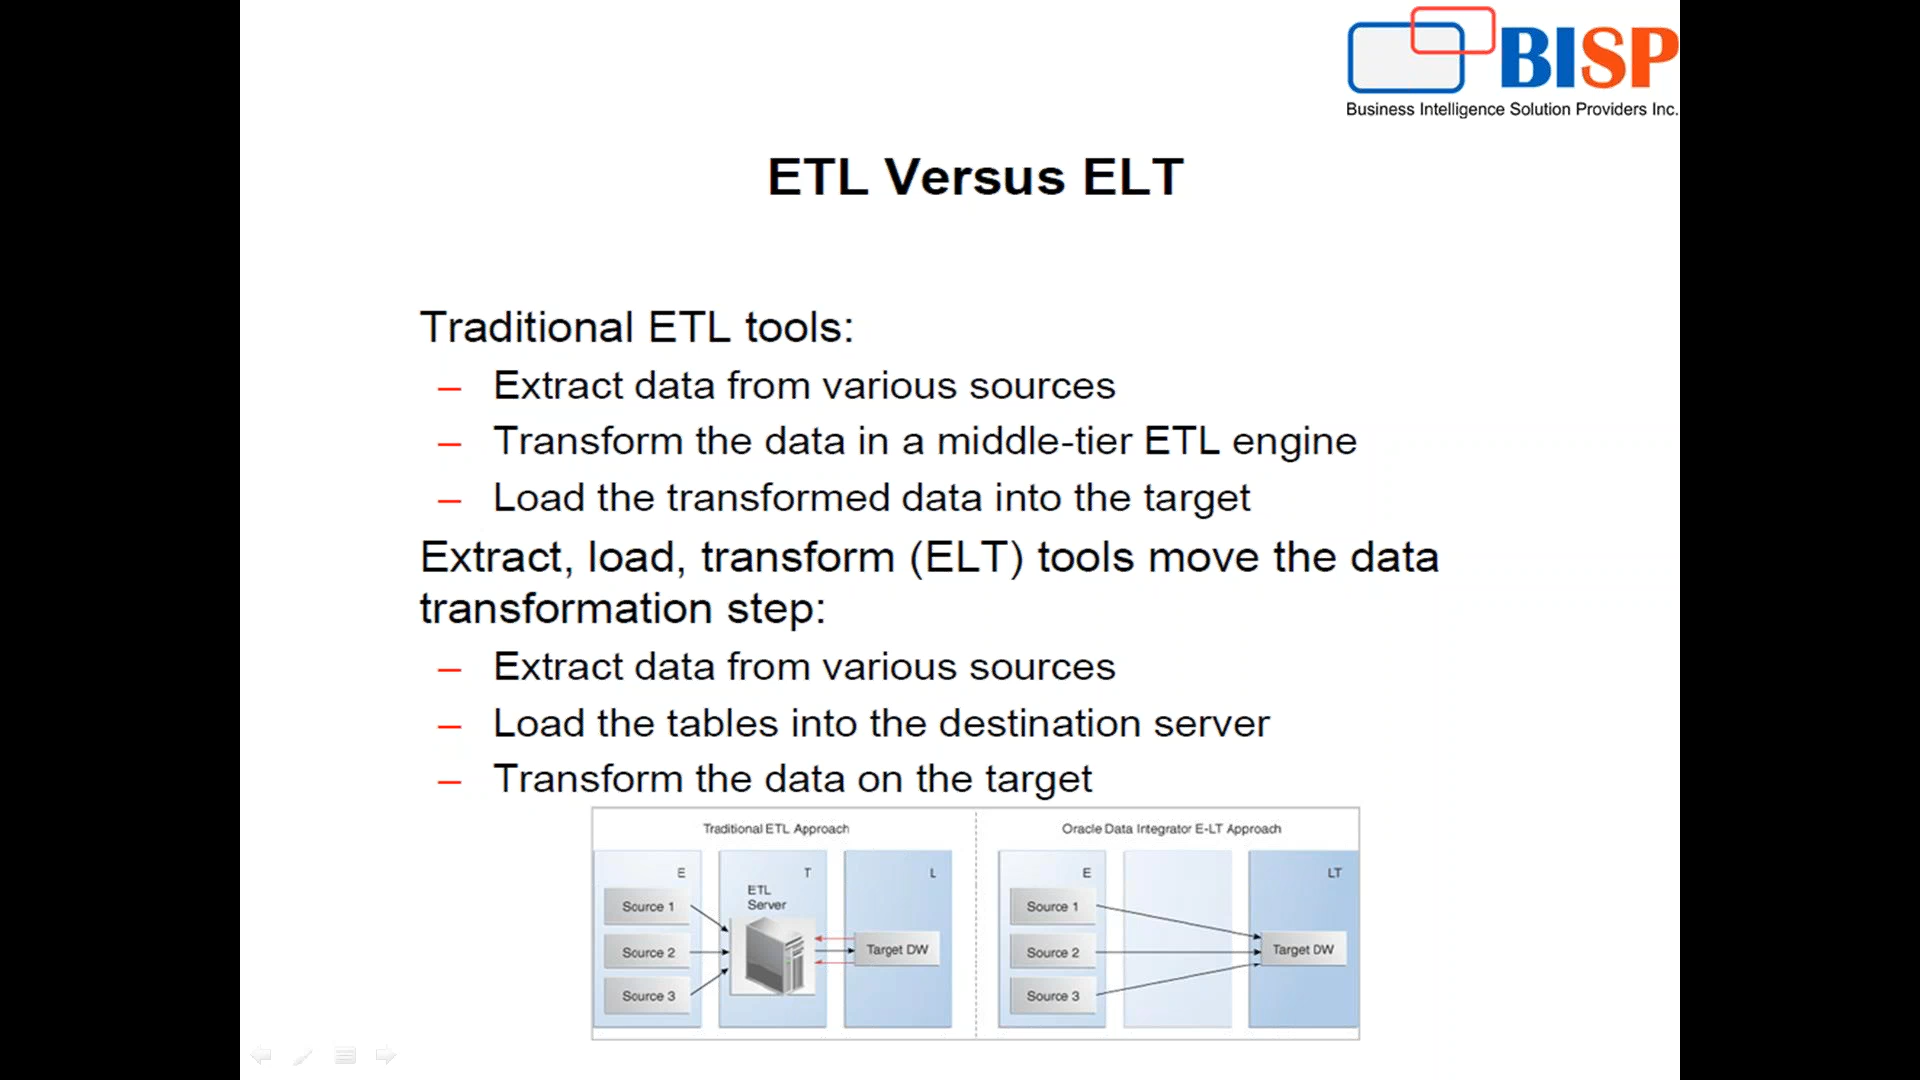 BISP
Business Intelligence Solution Providers Inc.
ETL Versus ELT
Traditional ETL tools:
– Extract data from various sources
– Transform the data in a middle-tier ETL engine
– Load the transformed data into the target
Extract, load, transform (ELT) tools move the data
transformation step:
– Extract data from various sources
– Load the tables into the destination server
– Transform the data on the target
Traditional ETL Approach
E
T
L
ETL
Server
Source 1
Source 2
Source 3
Target DW
Oracle Data Integrator E-LT Approach
E
LT
Source 1
Source 2
Source 3
Target DW